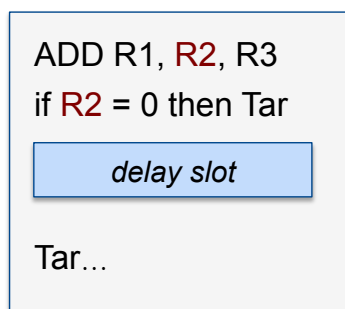 ADD R1, R2, R3
if R2 = 0 then Tar
delay slot
Tar...